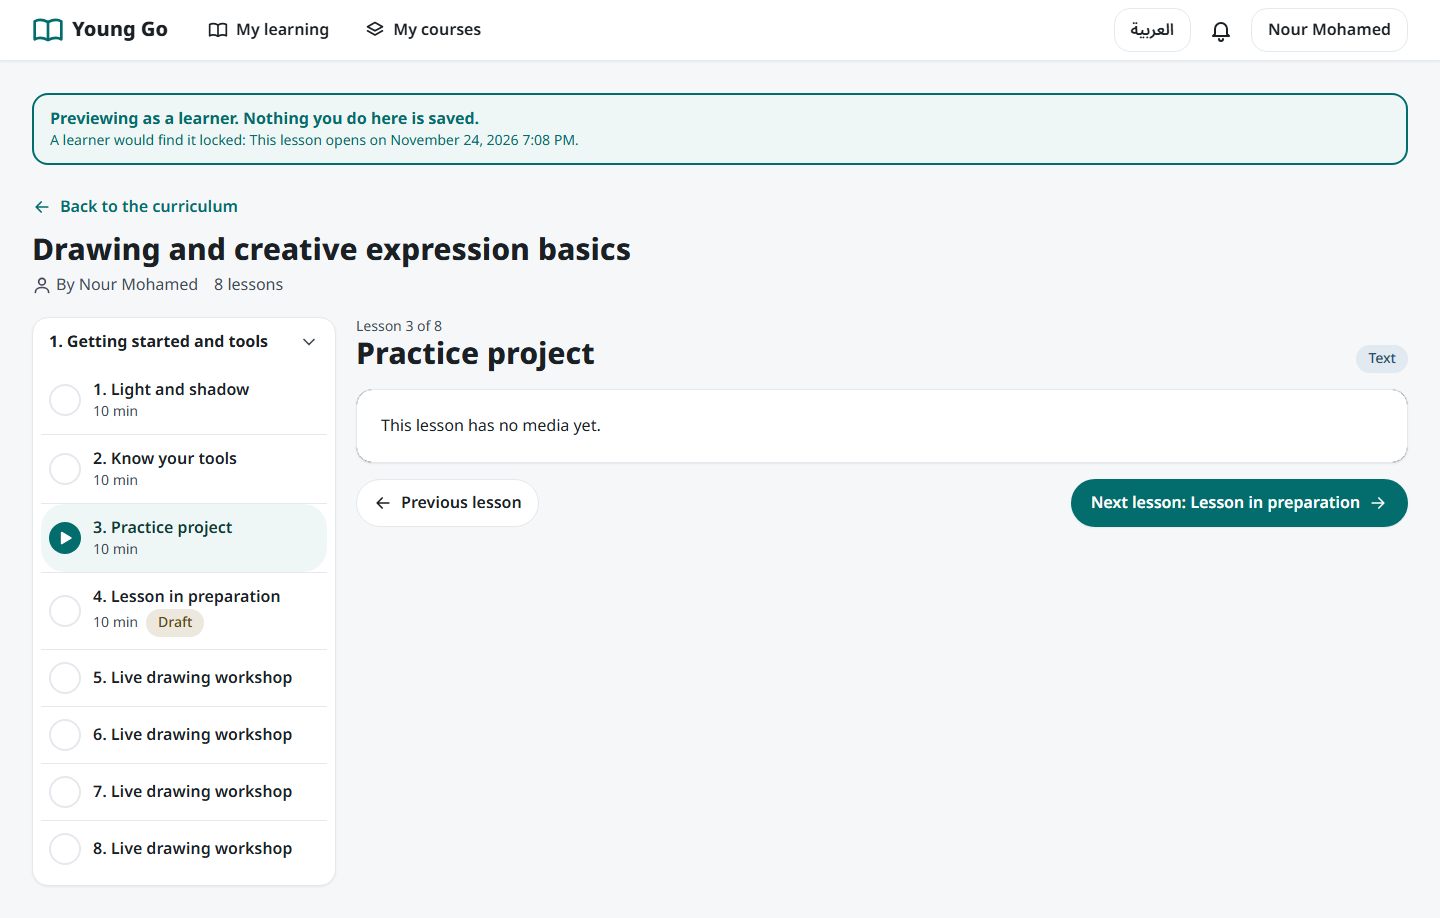 Young Go
My learning
My courses
العربية
Nour Mohamed
Previewing as a learner. Nothing you do here is saved.
A learner would find it locked: This lesson opens on November 24, 2026 7:08 PM.
Back to the curriculum
Drawing and creative expression basics
By Nour Mohamed 8 lessons
1. Getting started and tools
1. Light and shadow
10 min
2. Know your tools
10 min
3. Practice project
10 min
4. Lesson in preparation
10 min Draft
5. Live drawing workshop
6. Live drawing workshop
7. Live drawing workshop
8. Live drawing workshop
Lesson 3 of 8
Practice project
Text
This lesson has no media yet.
Previous lesson
Next lesson: Lesson in preparation